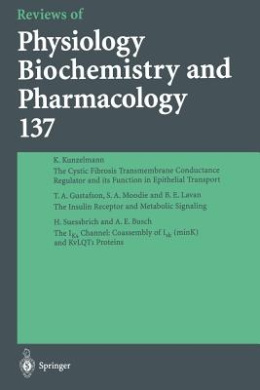 Reviews of
Physiology
Biochemistry and
Pharmacology
137
K. Kunzelmann
The Cystic Fibrosis Transmembrane Conductance
Regulator and its Function in Epithelial Transport
T. A. Gustafson, S. A. Moodie and B. E. Lavan
The Insulin Receptor and Metabolic Signaling
H. Suessbrich and A. E. Busch
The IKs Channel: Coassembly of Isk (minK)
and KvLQT1 Proteins
Springer